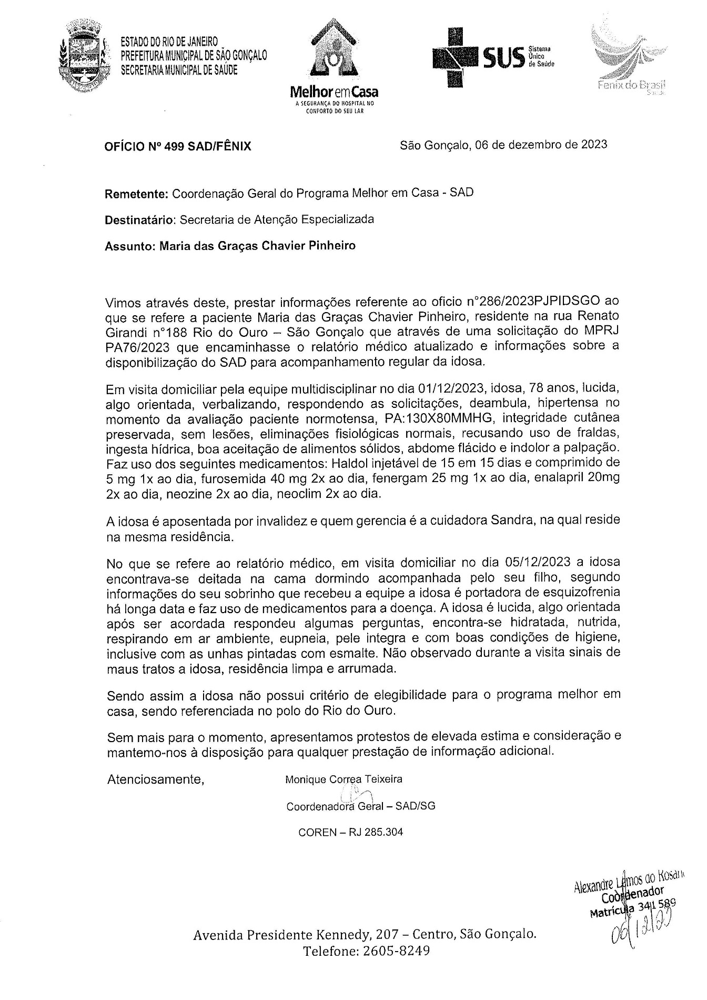 ESTADO DO RIO DE JANEIRO
PREFEITURA MUNICIPAL DE SÃO GONÇALO
SECRETARIA MUNICIPAL DE SAÚDE
Melhor em Casa
A SEGURANÇA DO HOSPITAL NO
CONFORTO DO SEU LAR
SUS Sistema
Único
de Saúde
Fenix do Brasil
OFÍCIO Nº 499 SAD/FÊNIX
São Gonçalo, 06 de dezembro de 2023
Remetente: Coordenação Geral do Programa Melhor em Casa - SAD
Destinatário: Secretaria de Atenção Especializada
Assunto: Maria das Graças Chavier Pinheiro
Vimos através deste, prestar informações referente ao oficio n°286/2023PJPIDSGO ao
que se refere a paciente Maria das Graças Chavier Pinheiro, residente na rua Renato
Girandi n°188 Rio do Ouro – São Gonçalo que através de uma solicitação do MPRJ
PA76/2023 que encaminhasse o relatório médico atualizado e informações sobre a
disponibilização do SAD para acompanhamento regular da idosa.
Em visita domiciliar pela equipe multidisciplinar no dia 01/12/2023, idosa, 78 anos, lucida,
algo orientada, verbalizando, respondendo as solicitações, deambula, hipertensa no
momento da avaliação paciente normotensa, PA:130X80MMHG, integridade cutânea
preservada, sem lesões, eliminações fisiológicas normais, recusando uso de fraldas,
ingesta hídrica, boa aceitação de alimentos sólidos, abdome flácido e indolor a palpação.
Faz uso dos seguintes medicamentos: Haldol injetável de 15 em 15 dias e comprimido de
5 mg 1x ao dia, furosemida 40 mg 2x ao dia, fenergam 25 mg 1x ao dia, enalapril 20mg
2x ao dia, neozine 2x ao dia, neoclim 2x ao dia.
A idosa é aposentada por invalidez e quem gerencia é a cuidadora Sandra, na qual reside
na mesma residência.
No que se refere ao relatório médico, em visita domiciliar no dia 05/12/2023 a idosa
encontrava-se deitada na cama dormindo acompanhada pelo seu filho, segundo
informações do seu sobrinho que recebeu a equipe a idosa é portadora de esquizofrenia
há longa data e faz uso de medicamentos para a doença. A idosa é lucida, algo orientada
após ser acordada respondeu algumas perguntas, encontra-se hidratada, nutrida,
respirando em ar ambiente, eupneia, pele integra e com boas condições de higiene,
inclusive com as unhas pintadas com esmalte. Não observado durante a visita sinais de
maus tratos a idosa, residência limpa e arrumada.
Sendo assim a idosa não possui critério de elegibilidade para o programa melhor em
casa, sendo referenciada no polo do Rio do Ouro.
Sem mais para o momento, apresentamos protestos de elevada estima e consideração e
mantemo-nos à disposição para qualquer prestação de informação adicional.
Atenciosamente,
Monique Correa Teixeira
Coordenadora Geral – SAD/SG
COREN – RJ 285.304
Alexandre Lemos do Rosário
Coordenador
Matrícula 341 589
06/12/23
Avenida Presidente Kennedy, 207 – Centro, São Gonçalo.
Telefone: 2605-8249